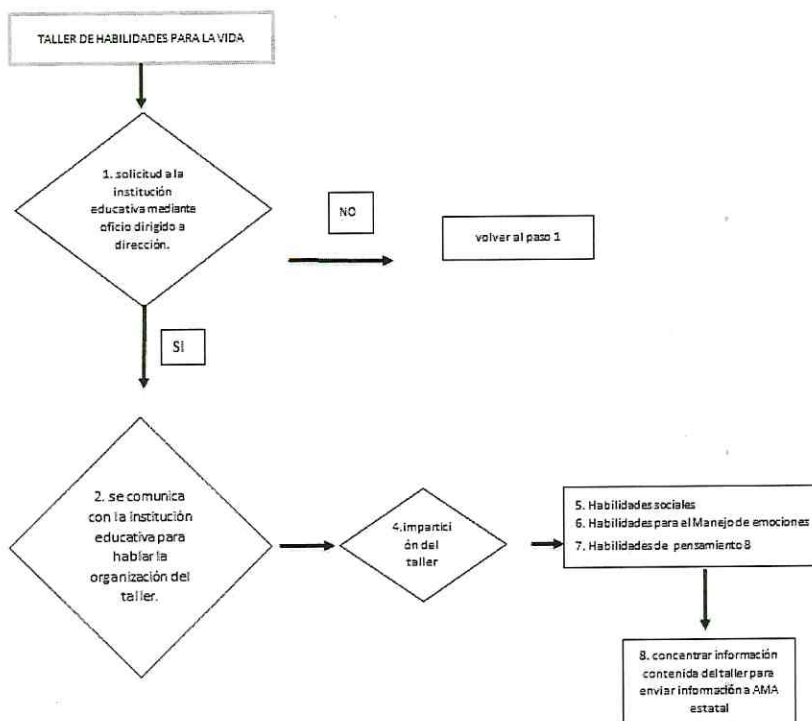 TALLER DE HABILIDADES PARA LA VIDA
1. solicitud a la
institución
educativa mediante
oficio dirigido a
dirección.
NO
volver al paso 1
SI
2. se comunica
con la institución
educativa para
hablar la
organización del
taller.
4.impartici
ón del
taller
5. Habilidades sociales
6. Habilidades para el Manejo de emociones
7. Habilidades de pensamiento 8
8. concentrar información
contenida del taller para
enviar información a AMA
estatal